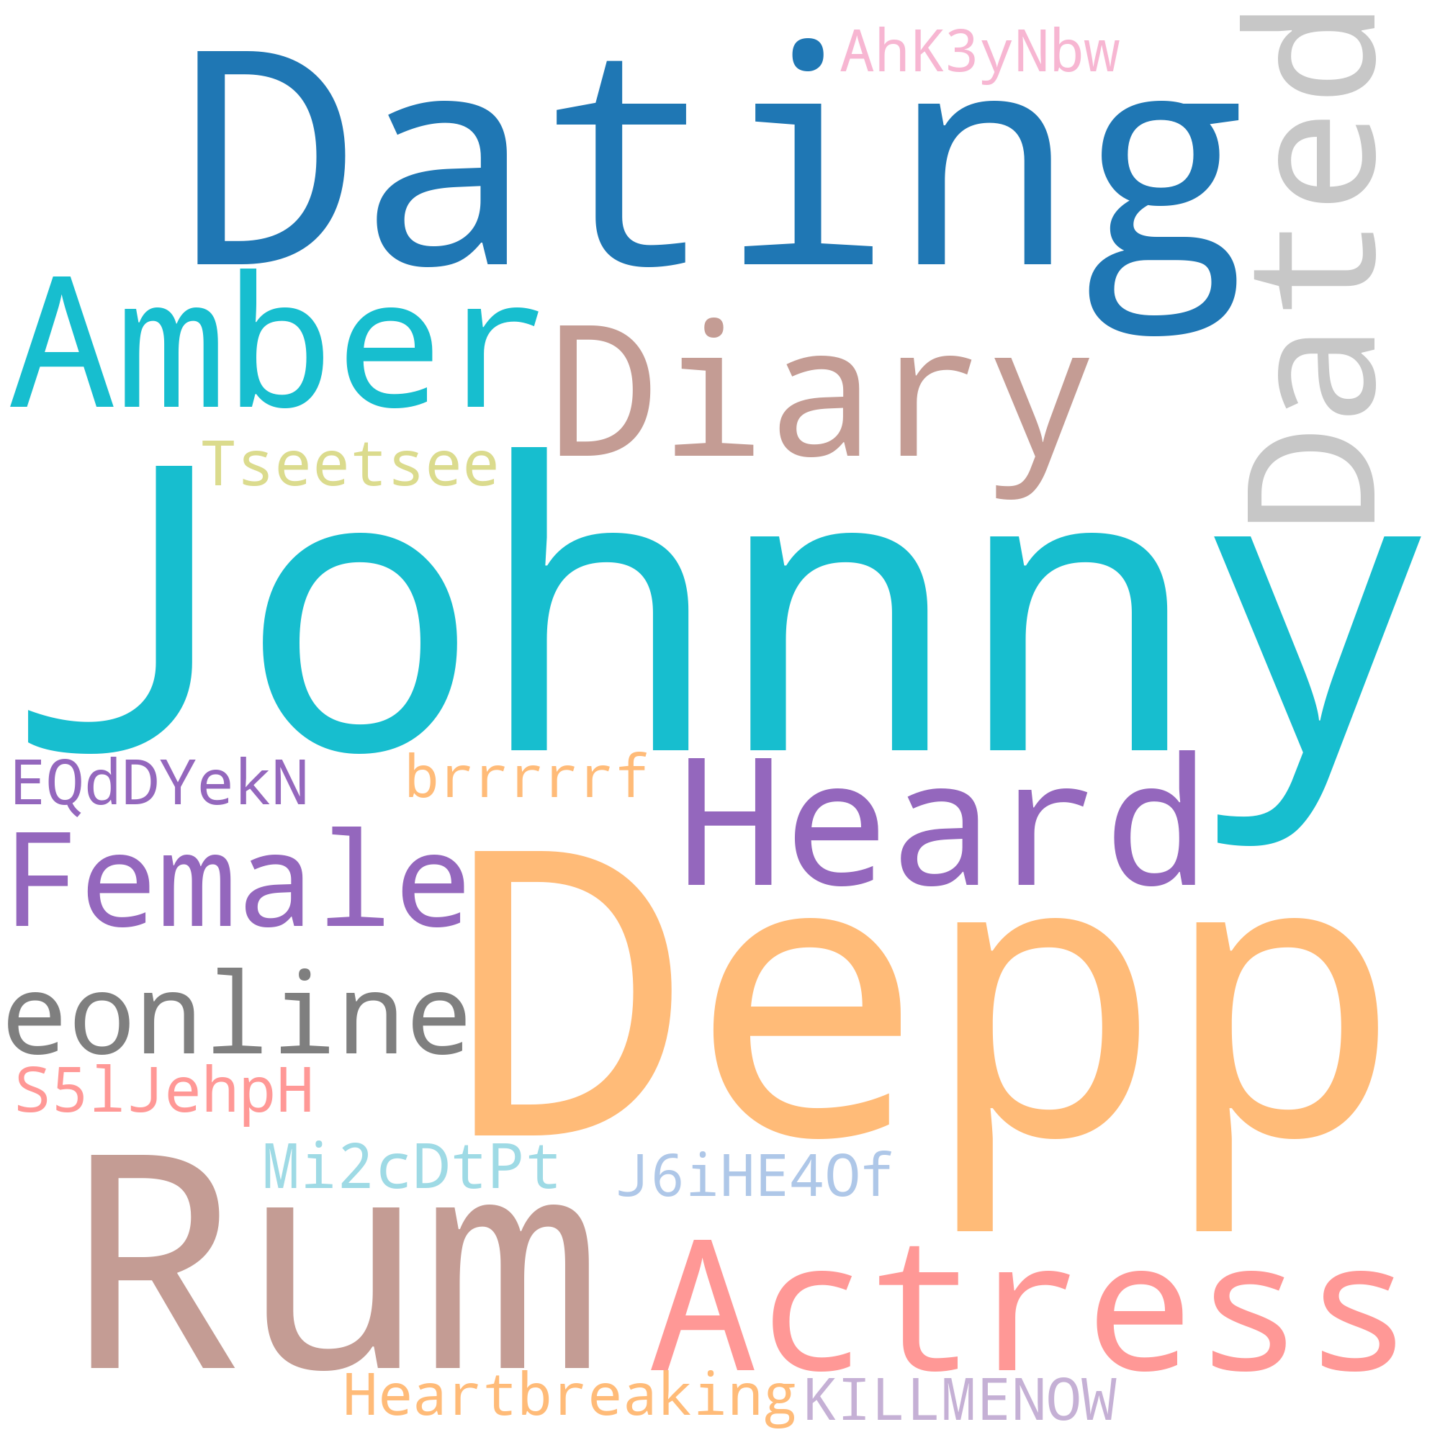 AhK3yNbw
Dating
Dated
Amber
Diary
Tseetsee
Johnny
EQdDYekN
brrrrrf
Heard
Female
Depp
eonline
S5lJehpH
Mi2cDtPt
J6iHE4Of
Rum
Actress
Heartbreaking
KILLMENOW